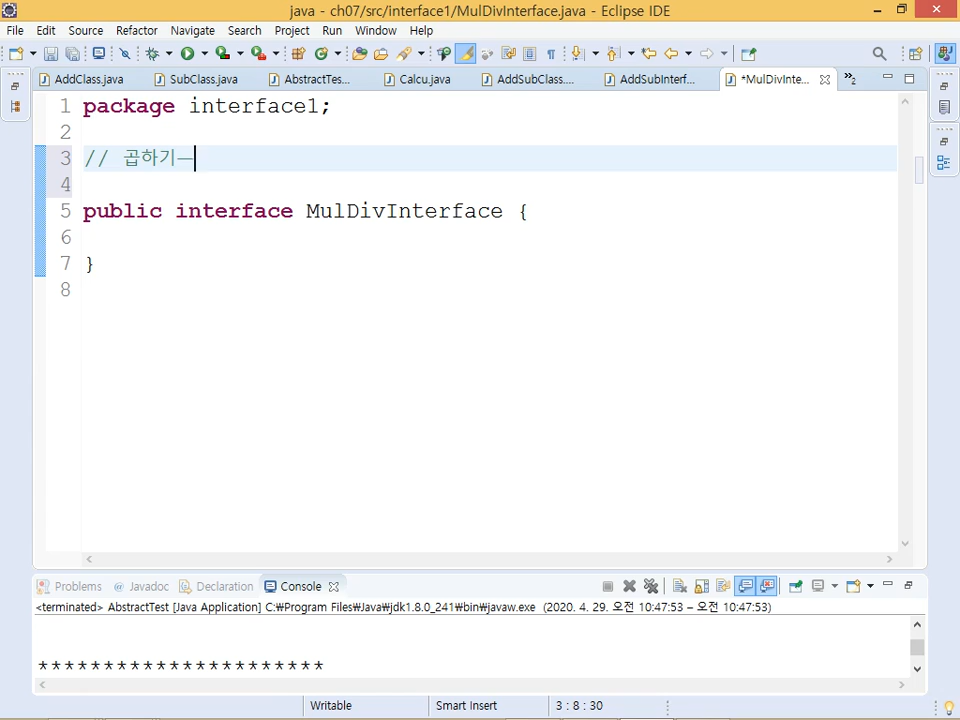 java - ch07/src/interface1/MulDivInterface.java - Eclipse IDE
File Edit Source Refactor Navigate Search Project Run Window Help
AddClass.java SubClass.java AbstractTes... Calcu.java AddSubClass.... AddSubInterf... *MulDivInte... »2
1 package interface1;
2
3 // 곱하기ㅡ
4
5 public interface MulDivInterface {
6
7 }
8
Problems @ Javadoc Declaration Console
<terminated> AbstractTest [Java Application] C:₩Program Files₩Java₩jdk1.8.0_241₩bin₩javaw.exe (2020. 4. 29. 오전 10:47:53 – 오전 10:47:53)
**********************
Writable Smart Insert 3 : 8 : 30